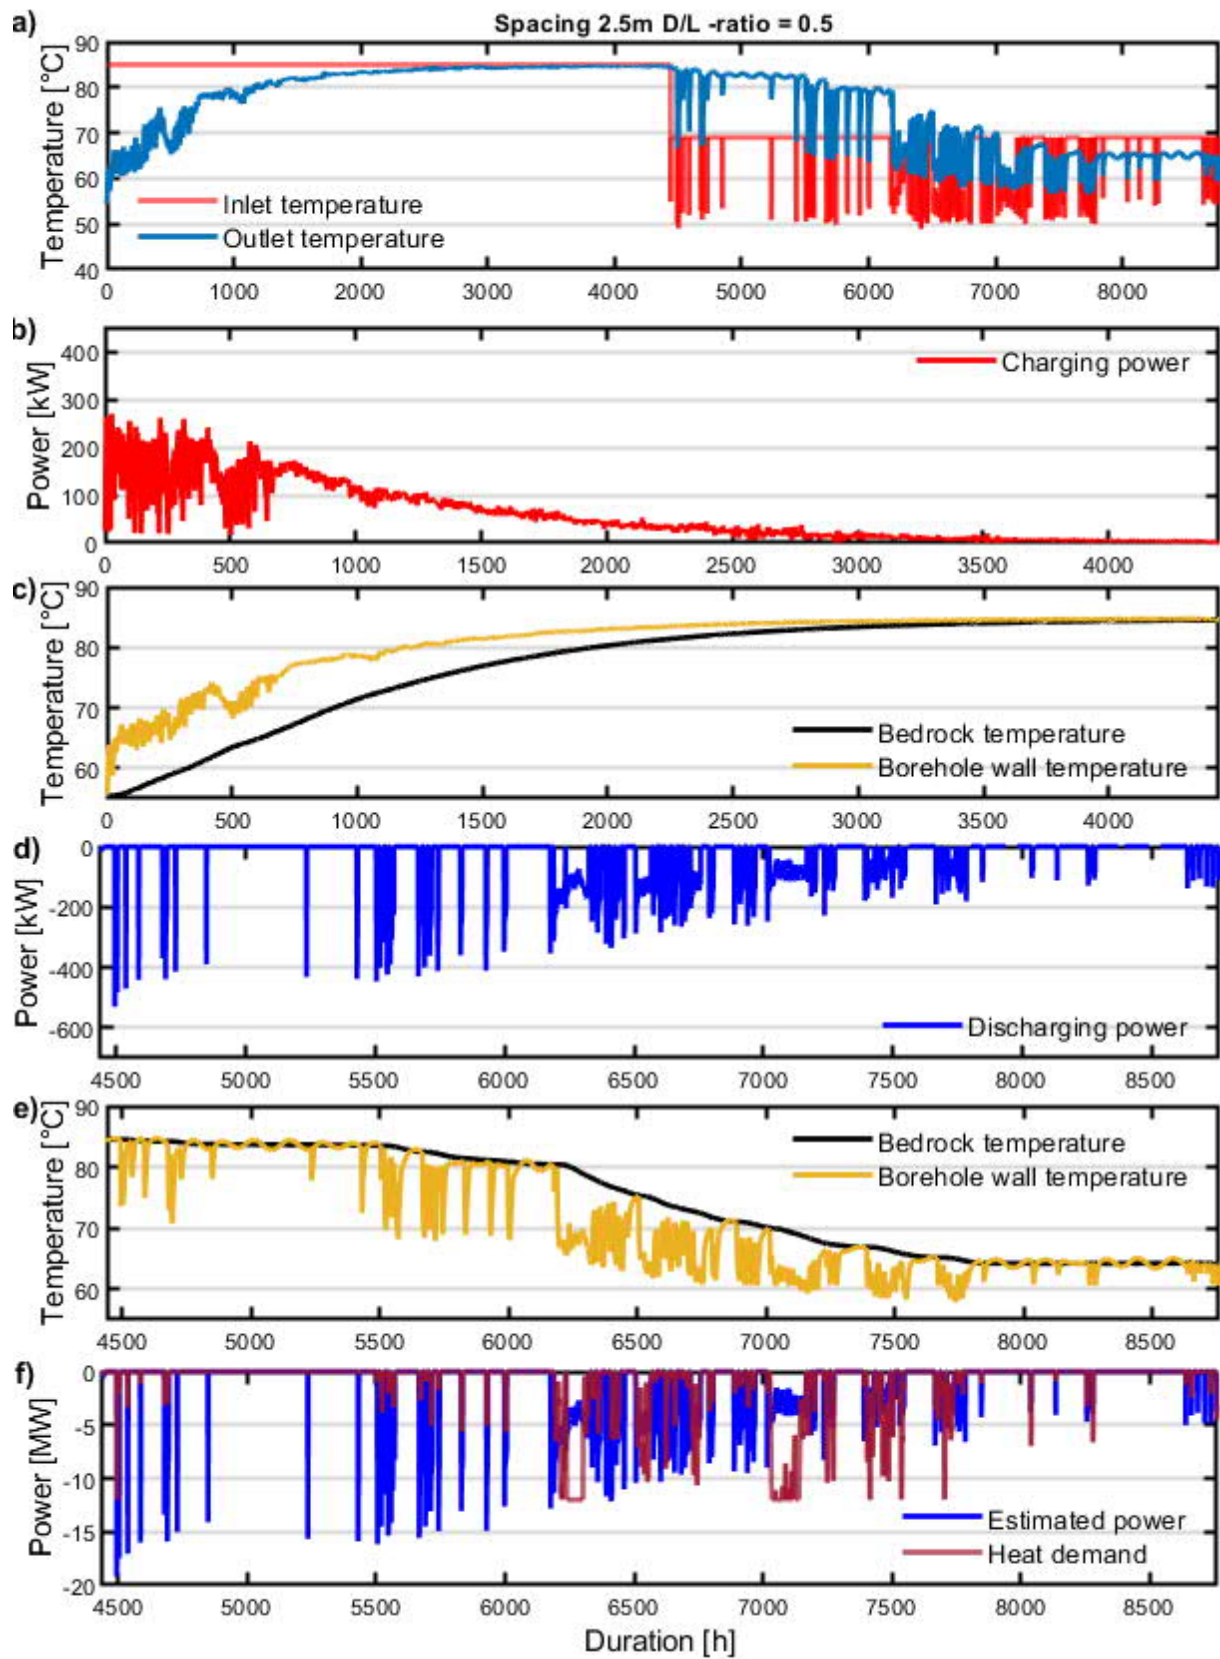 a) Spacing 2.5m D/L -ratio = 0.5
Temperature [°C]
90
80
70
60
50
40
Inlet temperature
Outlet temperature
0 1000 2000 3000 4000 5000 6000 7000 8000
b)
Power [kW]
400
300
200
100
0
Charging power
0 500 1000 1500 2000 2500 3000 3500 4000
c)
Temperature [°C]
90
80
70
60
Bedrock temperature
Borehole wall temperature
0 500 1000 1500 2000 2500 3000 3500 4000
d)
Power [kW]
0
-200
-400
-600
Discharging power
4500 5000 5500 6000 6500 7000 7500 8000 8500
e)
Temperature [°C]
90
80
70
60
Bedrock temperature
Borehole wall temperature
4500 5000 5500 6000 6500 7000 7500 8000 8500
f)
Power [MW]
0
-5
-10
-15
-20
Estimated power
Heat demand
4500 5000 5500 6000 6500 7000 7500 8000 8500
Duration [h]